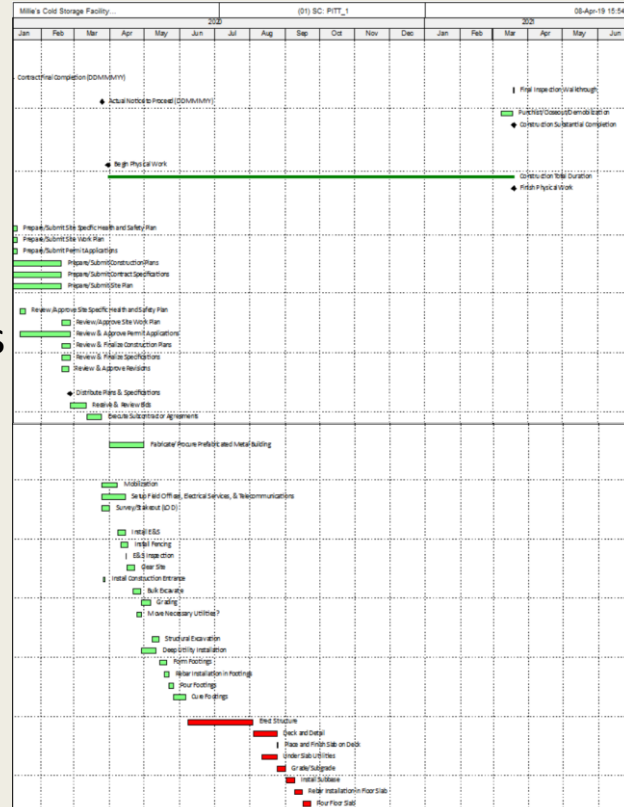 Millie's Cold Storage Facility... (01) SC: PITT_1 08-Apr-19 15:54
2020 2021
Jan Feb Mar Apr May Jun Jul Aug Sep Oct Nov Dec Jan Feb Mar Apr May Jun
Contract Final Completion (DDMMMYY)
Final Inspection Walkthrough
Actual Notice to Proceed (DDMMMYY)
Punchlist/Closeout/Demobilization
Construction Substantial Completion
Begin Physical Work
Construction Total Duration
Finish Physical Work
Prepare/Submit Site Specific Health and Safety Plan
Prepare/Submit Site Work Plan
Prepare/Submit Permit Applications
Prepare/Submit Construction Plans
Prepare/Submit Contract Specifications
Prepare/Submit Site Plan
Review/Approve Site Specific Health and Safety Plan
Review/Approve Site Work Plan
S
Review & Approve Permit Applications
Review & Finalize Construction Plans
Review & Finalize Specifications
Review & Approve Revisions
Distribute Plans & Specifications
Receive & Review Bids
Execute Subcontractor Agreements
Fabricate/Procure Prefabricated Metal Building
Mobilization
Setup Field Offices, Electrical Services, & Telecommunications
Survey/Stakeout (LOD)
Install E&S
Install Fencing
E&S Inspection
Clear Site
Install Construction Entrance
Bulk Excavate
Grading
Move Necessary Utilities?
Structural Excavation
Deep Utility Installation
Form Footings
Rebar Installation in Footings
Pour Footings
Cure Footings
Erect Structure
Deck and Detail
Place and Finish Slab on Deck
Under Slab Utilities
Grade/Subgrade
Install Subbase
Rebar Installation in Floor Slab
Pour Floor Slab